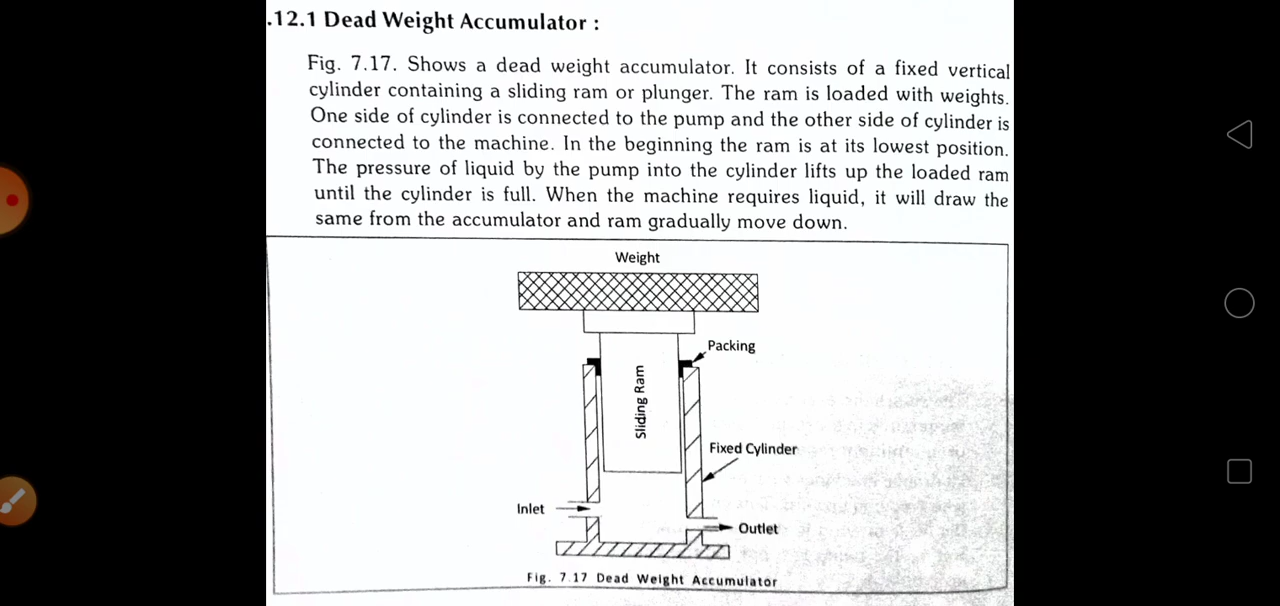 .12.1 Dead Weight Accumulator :
Fig. 7.17. Shows a dead weight accumulator. It consists of a fixed vertical
cylinder containing a sliding ram or plunger. The ram is loaded with weights.
One side of cylinder is connected to the pump and the other side of cylinder is
connected to the machine. In the beginning the ram is at its lowest position.
The pressure of liquid by the pump into the cylinder lifts up the loaded ram
until the cylinder is full. When the machine requires liquid, it will draw the
same from the accumulator and ram gradually move down.
Weight
Packing
Sliding Ram
Fixed Cylinder
Inlet
Outlet
Fig. 7.17 Dead Weight Accumulator